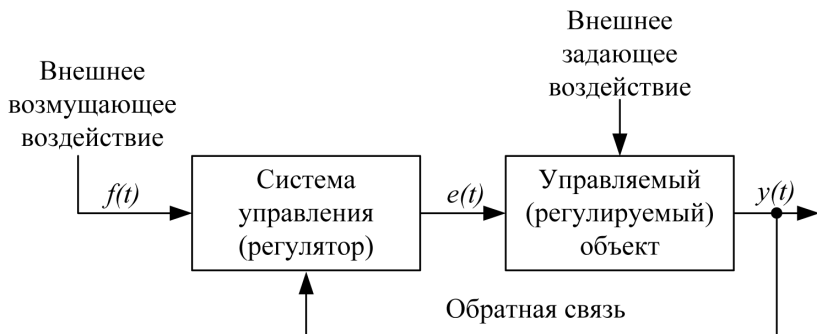 Внешнее
возмущающее
воздействие
f(t)
Система
управления
(регулятор)
e(t)
Внешнее
задающее
воздействие
Управляемый
(регулируемый)
объект
y(t)
Обратная связь